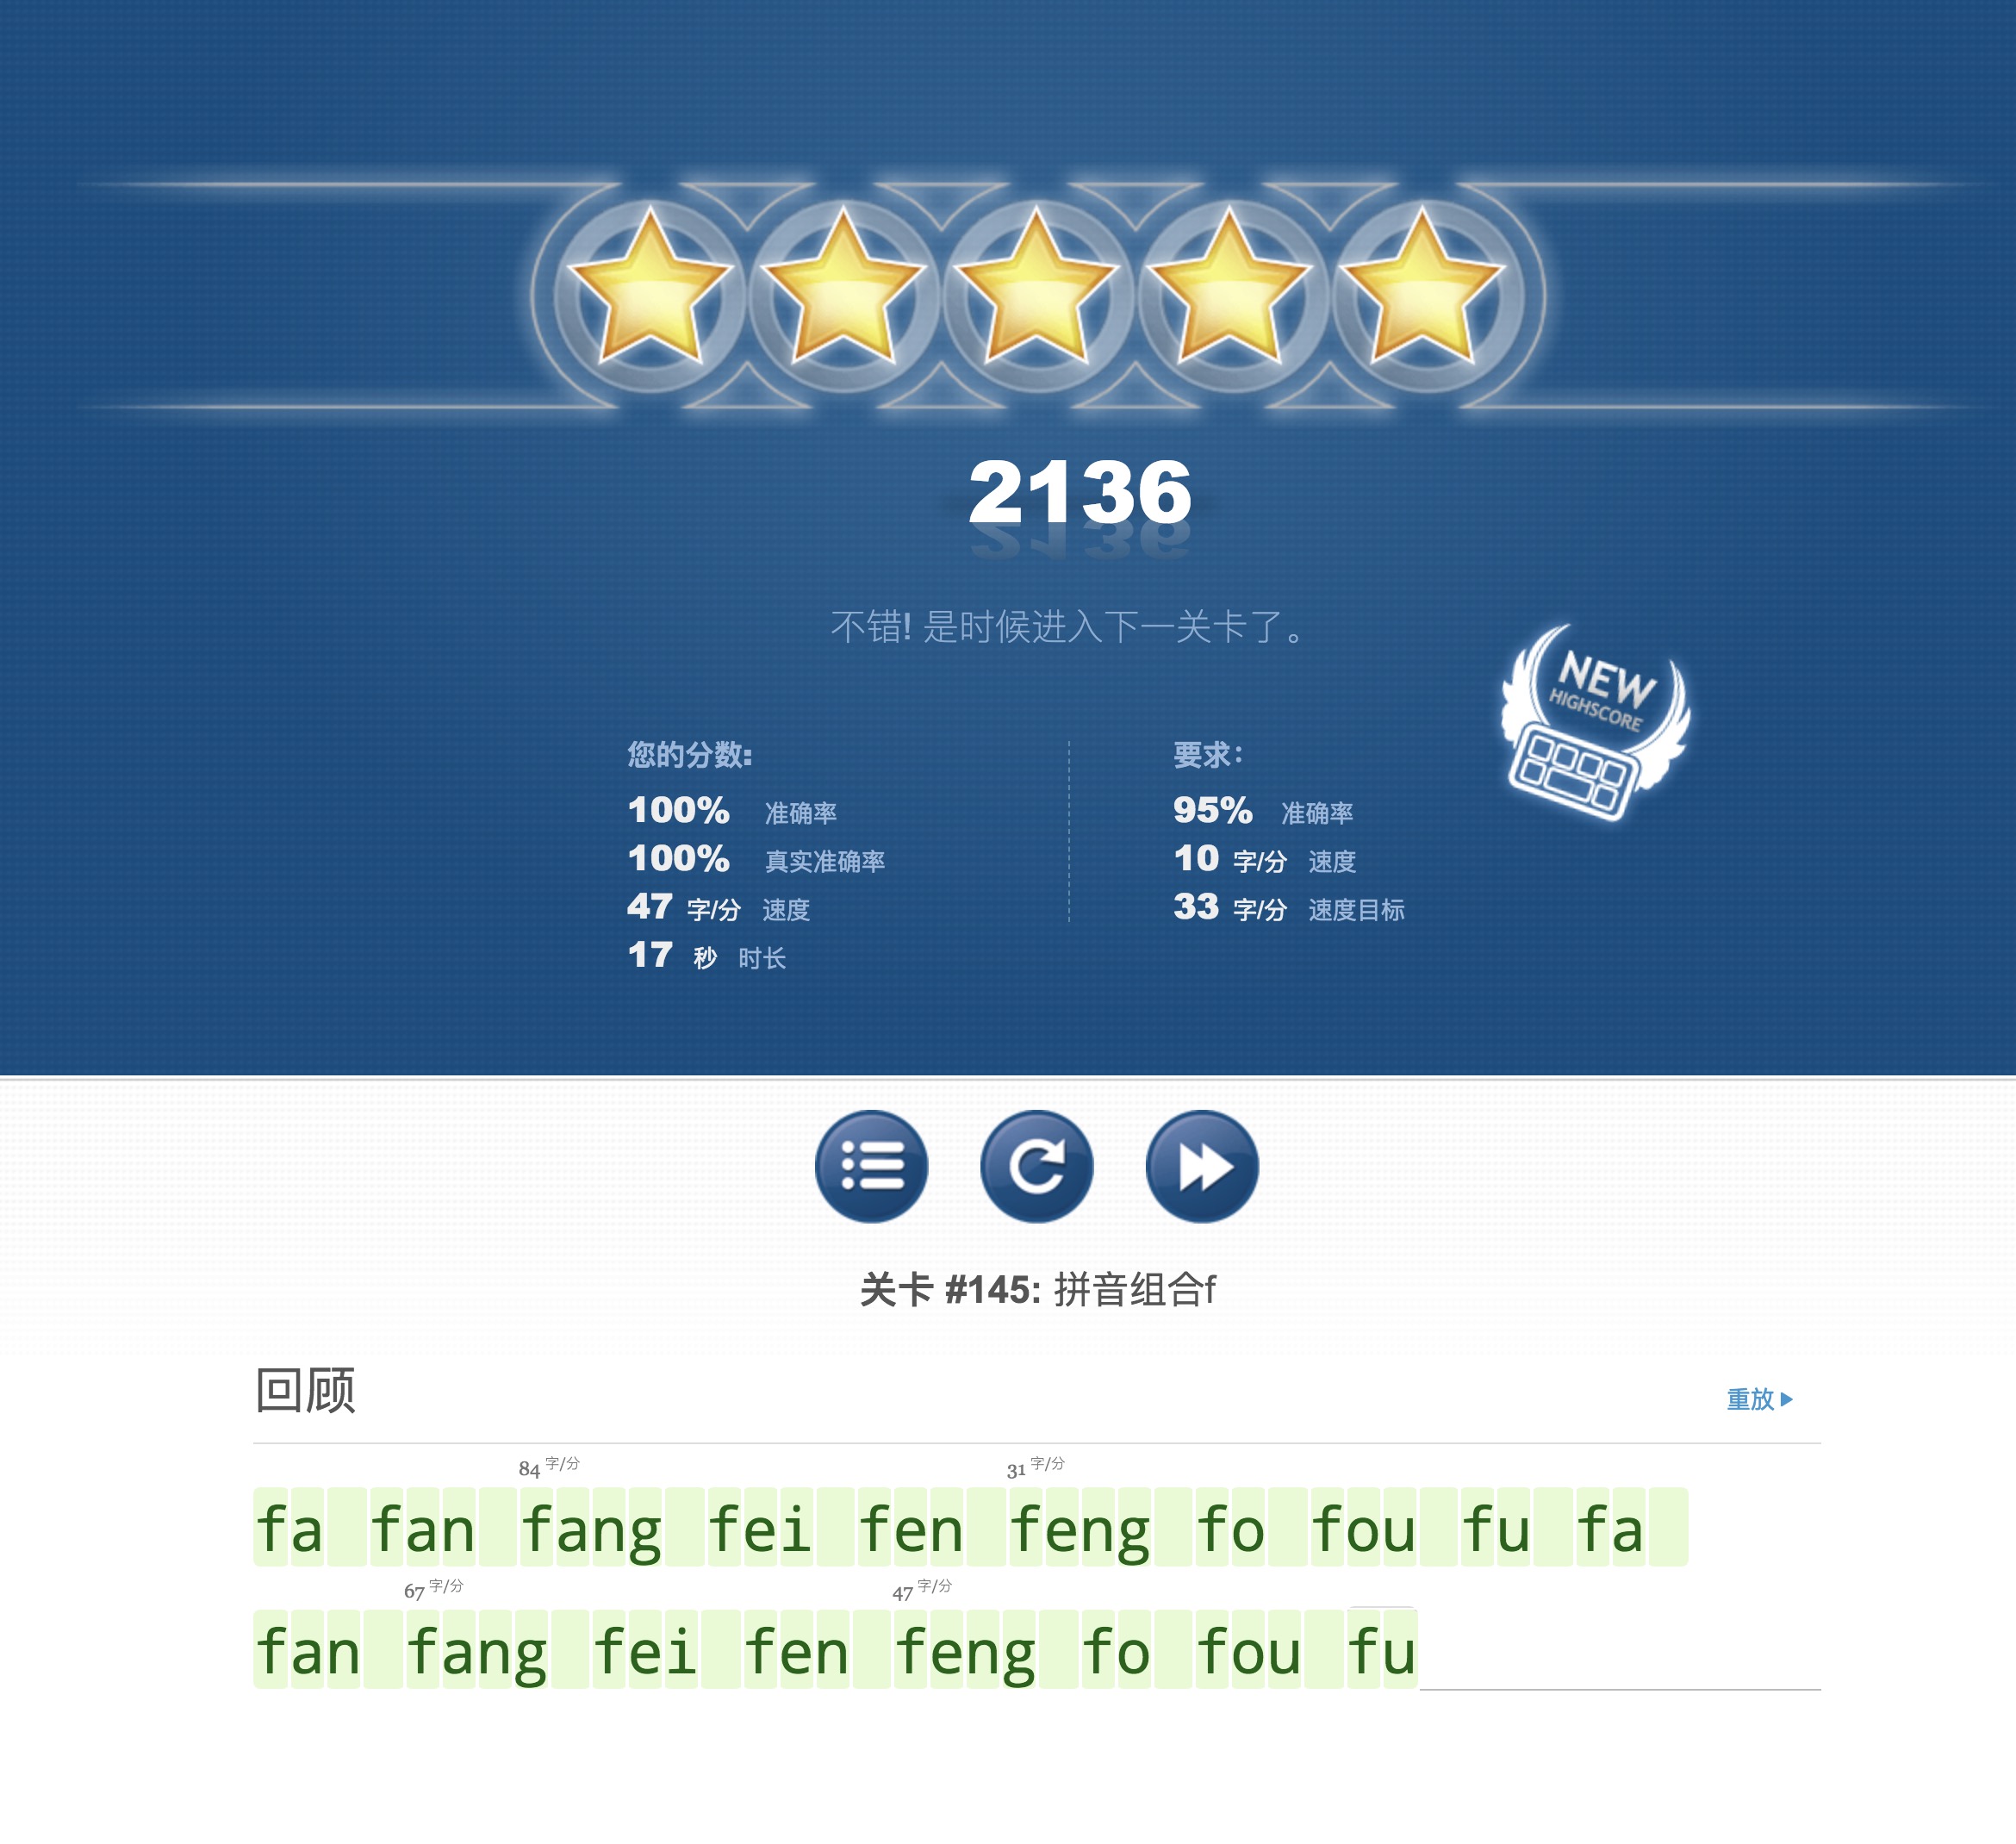 2136
不错! 是时候进入下一关卡了。
NEW
HIGHSCORE
您的分数:
100% 准确率
100% 真实准确率
47 字/分 速度
17 秒 时长
要求:
95% 准确率
10 字/分 速度
33 字/分 速度目标
关卡 #145: 拼音组合f
回顾
重放
84 字/分 31 字/分
fa fan fang fei fen feng fo fou fu fa
67 字/分 47 字/分
fan fang fei fen feng fo fou fu